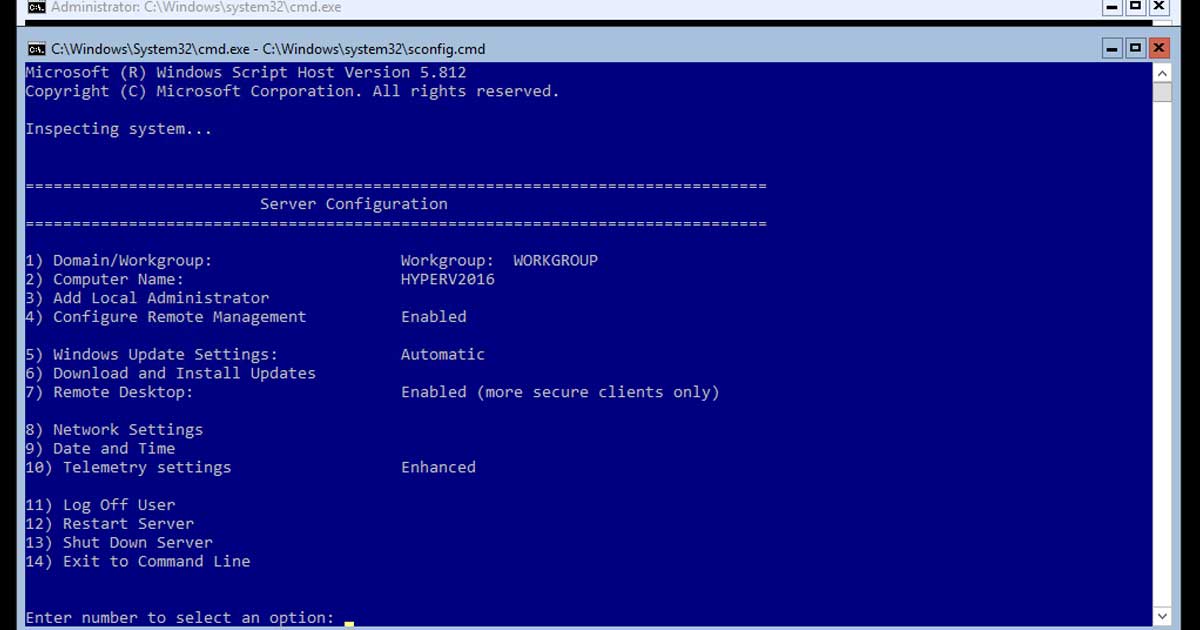 Administrator: C:\Windows\system32\cmd.exe
C:\Windows\System32\cmd.exe - C:\Windows\system32\sconfig.cmd
Microsoft (R) Windows Script Host Version 5.812
Copyright (C) Microsoft Corporation. All rights reserved.
Inspecting system...
===============================================================================
Server Configuration
===============================================================================
1) Domain/Workgroup: Workgroup: WORKGROUP
2) Computer Name: HYPERV2016
3) Add Local Administrator
4) Configure Remote Management Enabled
5) Windows Update Settings: Automatic
6) Download and Install Updates
7) Remote Desktop: Enabled (more secure clients only)
8) Network Settings
9) Date and Time
10) Telemetry settings Enhanced
11) Log Off User
12) Restart Server
13) Shut Down Server
14) Exit to Command Line
Enter number to select an option: